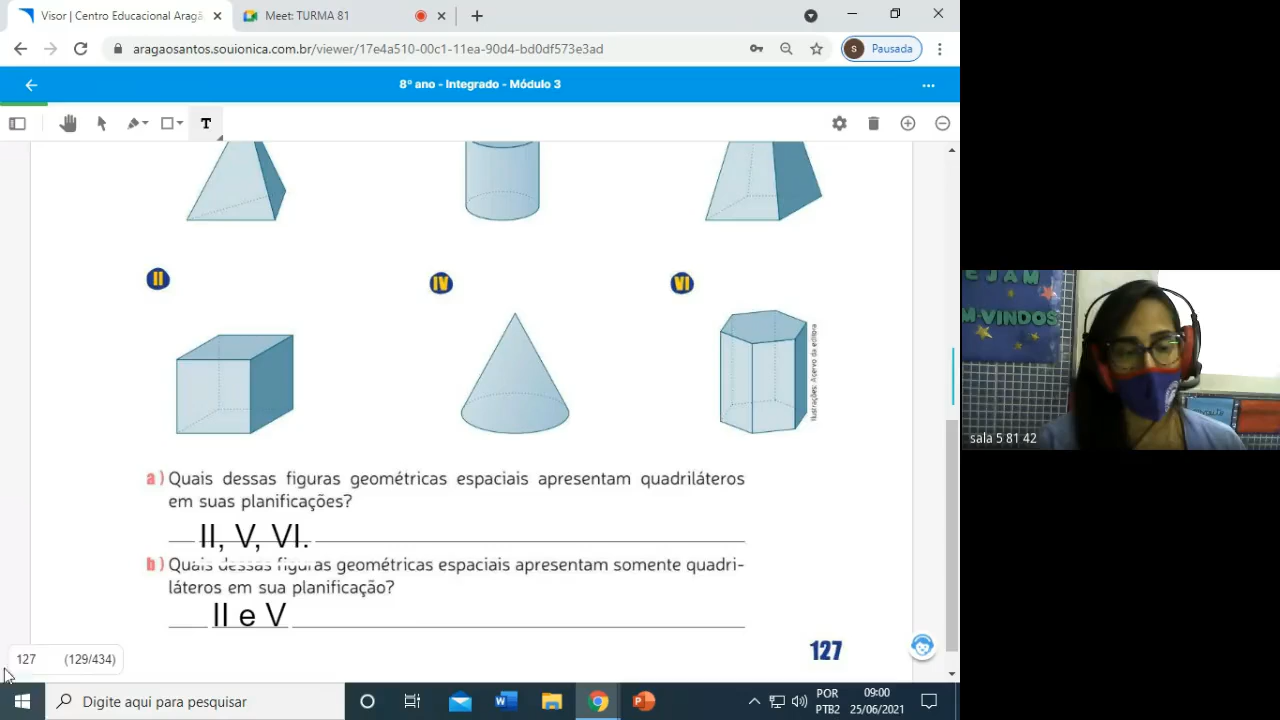 Visor | Centro Educacional Aragã
Meet: TURMA 81
aragaosantos.souionica.com.br/viewer/17e4a510-00c1-11ea-90d4-bd0df573e3ad
S
Pausada
8º ano - Integrado - Módulo 3
T
II
IV
VI
Ilustrações: Acervo da editora
a) Quais dessas figuras geométricas espaciais apresentam quadriláteros
em suas planificações?
II, V, VI.
b) Quais dessas figuras geométricas espaciais apresentam somente quadri-
láteros em sua planificação?
II e V
127
127 (129/434)
EJAM
M-VINDOS
sala 5 81 42
Digite aqui para pesquisar
POR
PTB2
09:00
25/06/2021